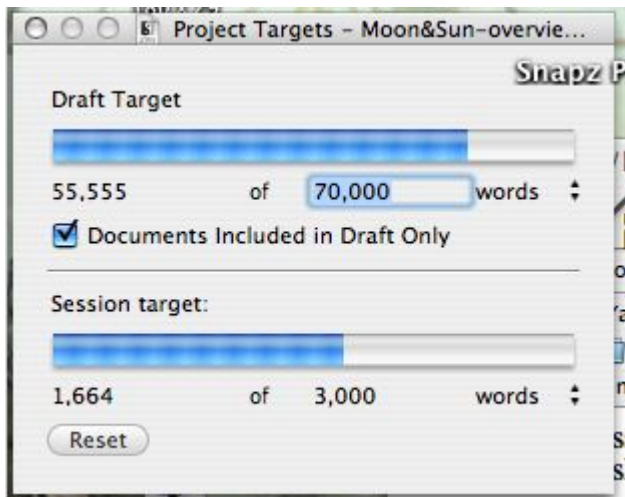 Project Targets – Moon&Sun-overvie...
Snapz P
Draft Target
55,555 of 70,000 words
Documents Included in Draft Only
Session target:
1,664 of 3,000 words
Reset